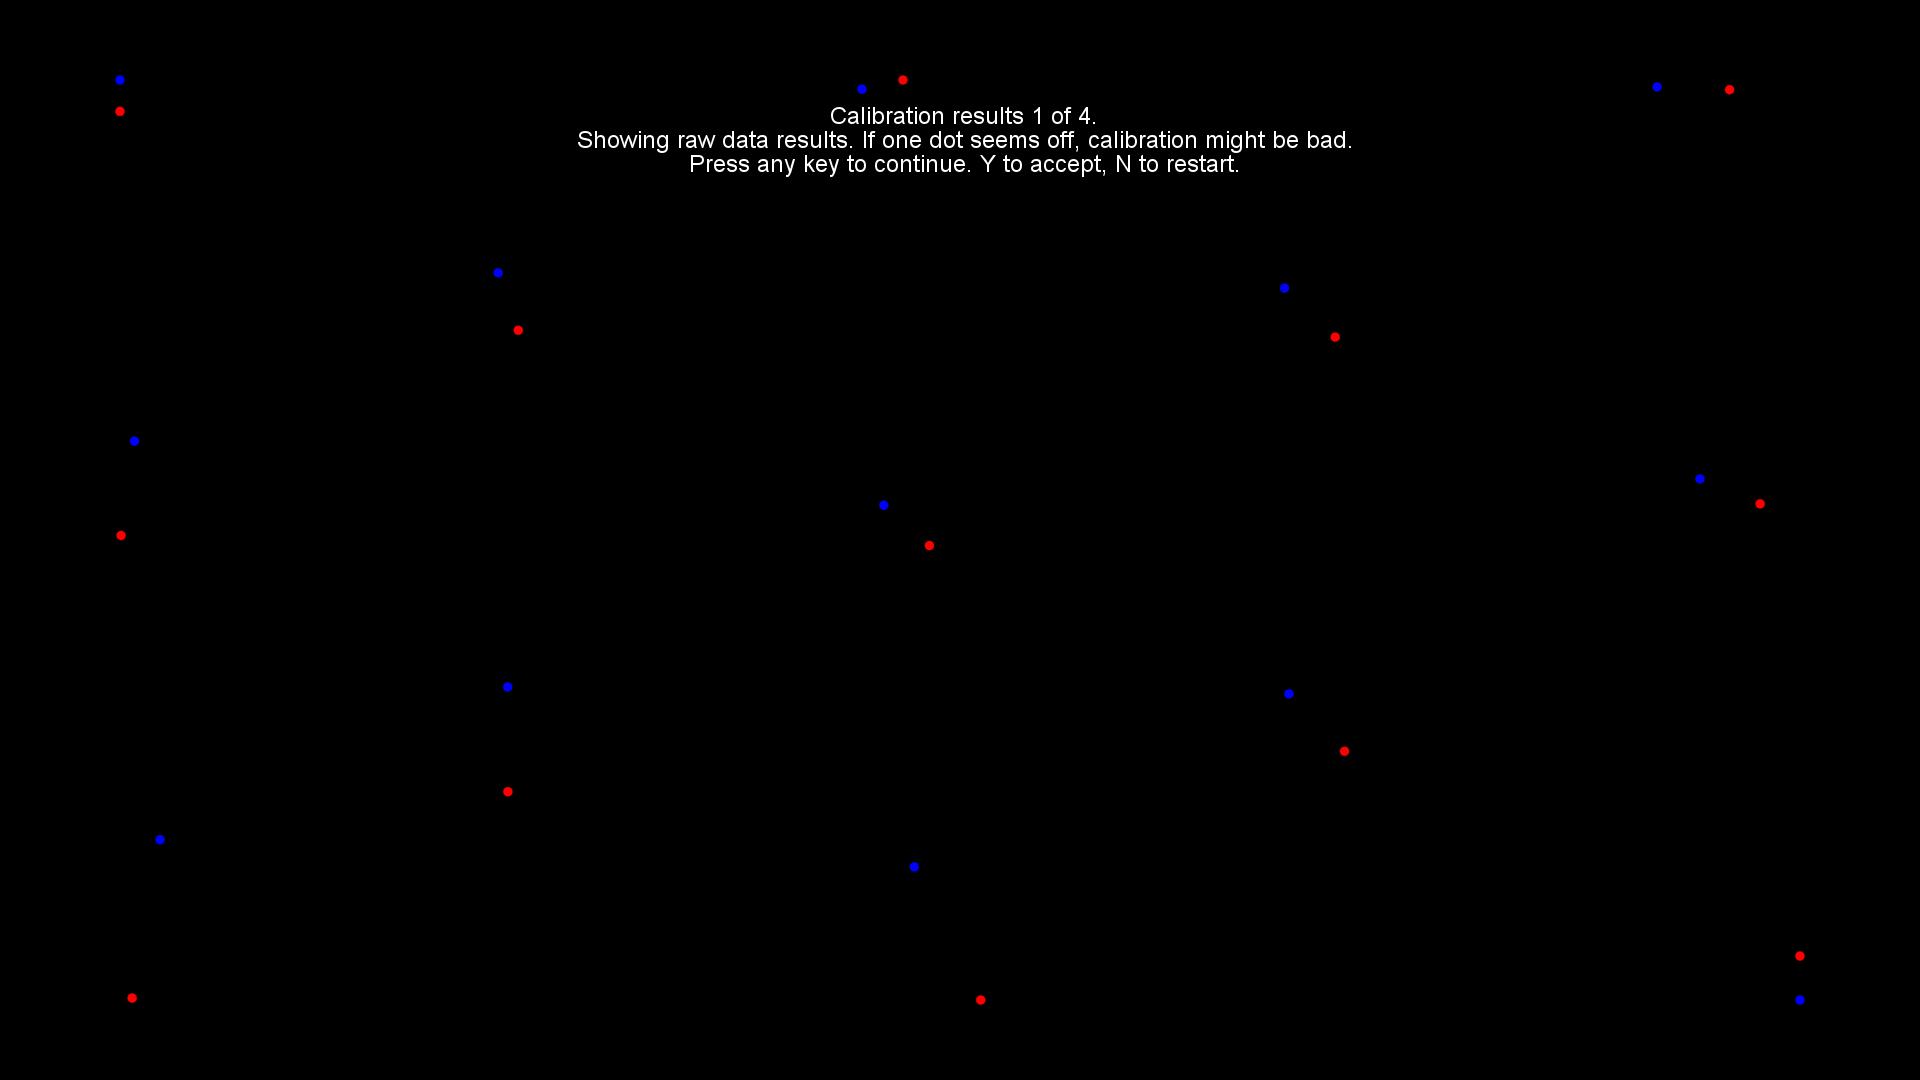 Calibration results 1 of 4.
Showing raw data results. If one dot seems off, calibration might be bad.
Press any key to continue. Y to accept, N to restart.